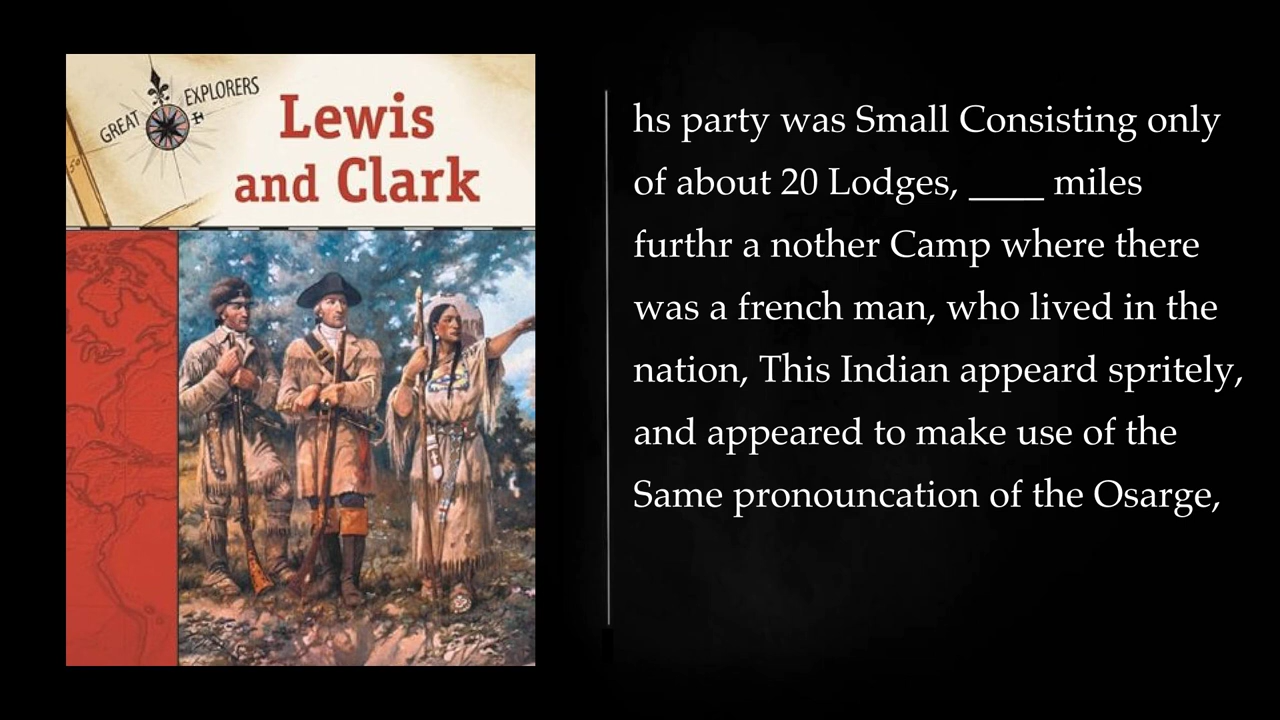 GREAT EXPLORERS
Lewis
and Clark
50
hs party was Small Consisting only
of about 20 Lodges, ____ miles
furthr a nother Camp where there
was a french man, who lived in the
nation, This Indian appeard spritely,
and appeared to make use of the
Same pronouncation of the Osarge,